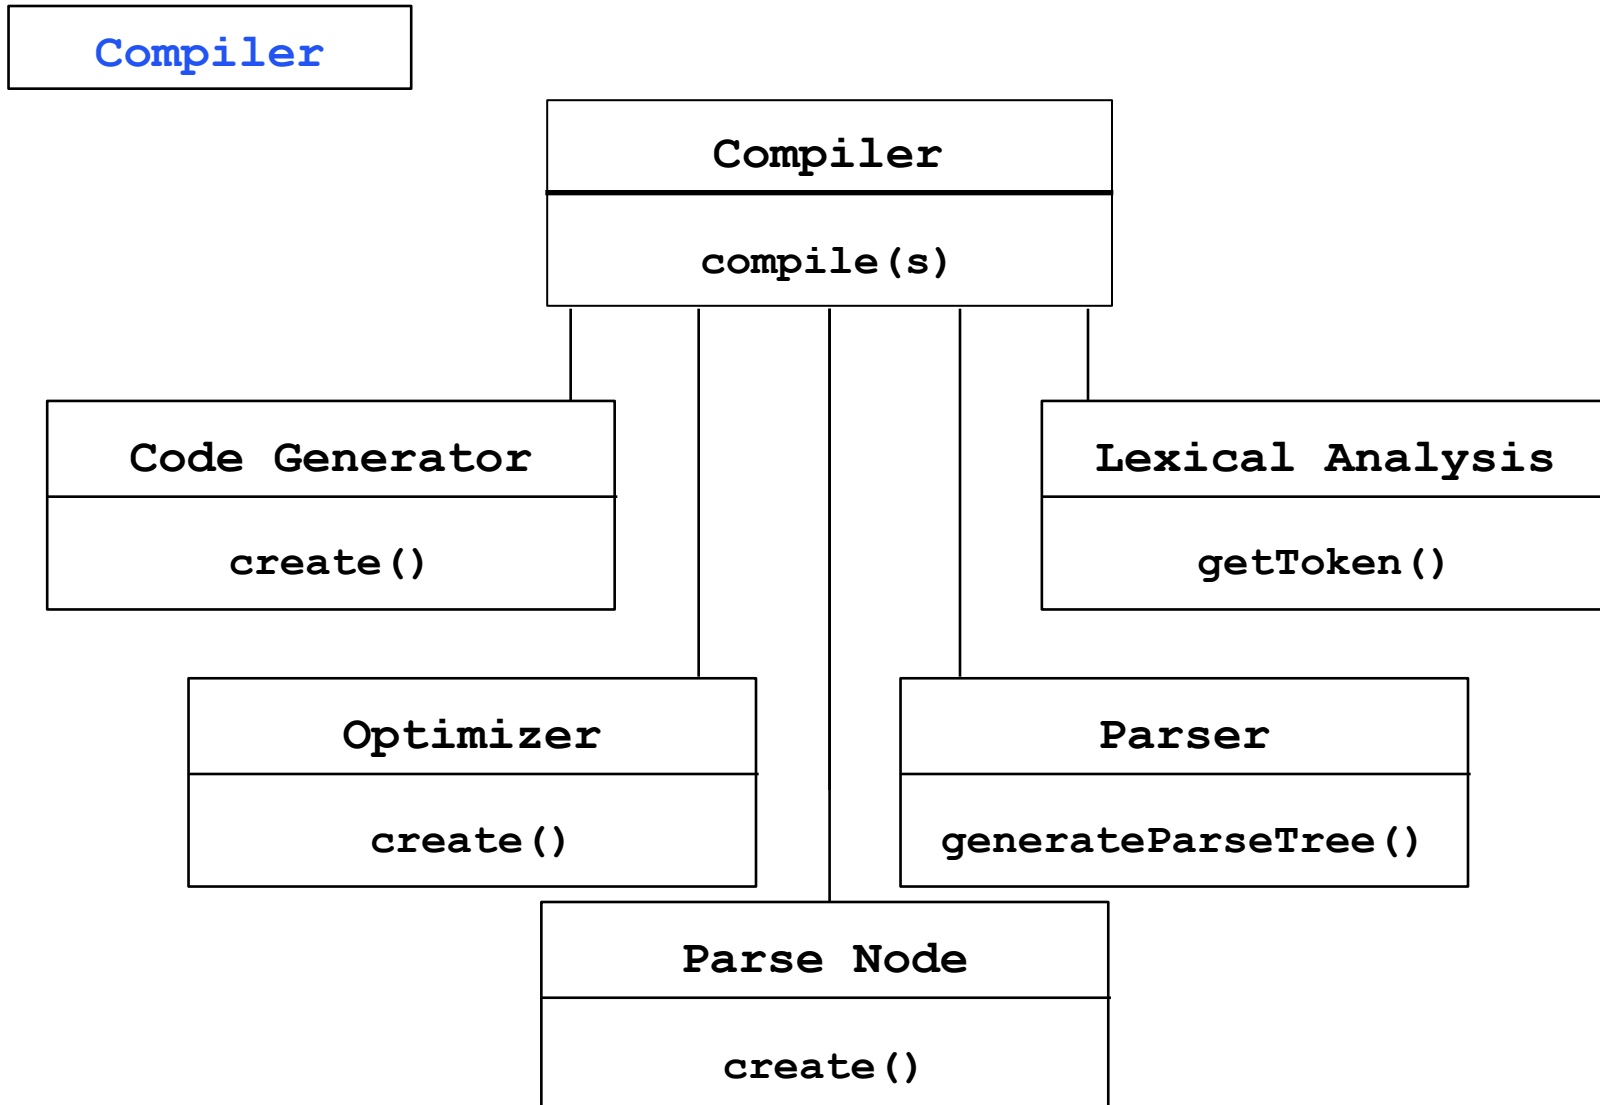 Compiler
Compiler
compile(s)
Code Generator
create()
Lexical Analysis
getToken()
Optimizer
create()
Parser
generateParseTree()
Parse Node
create()